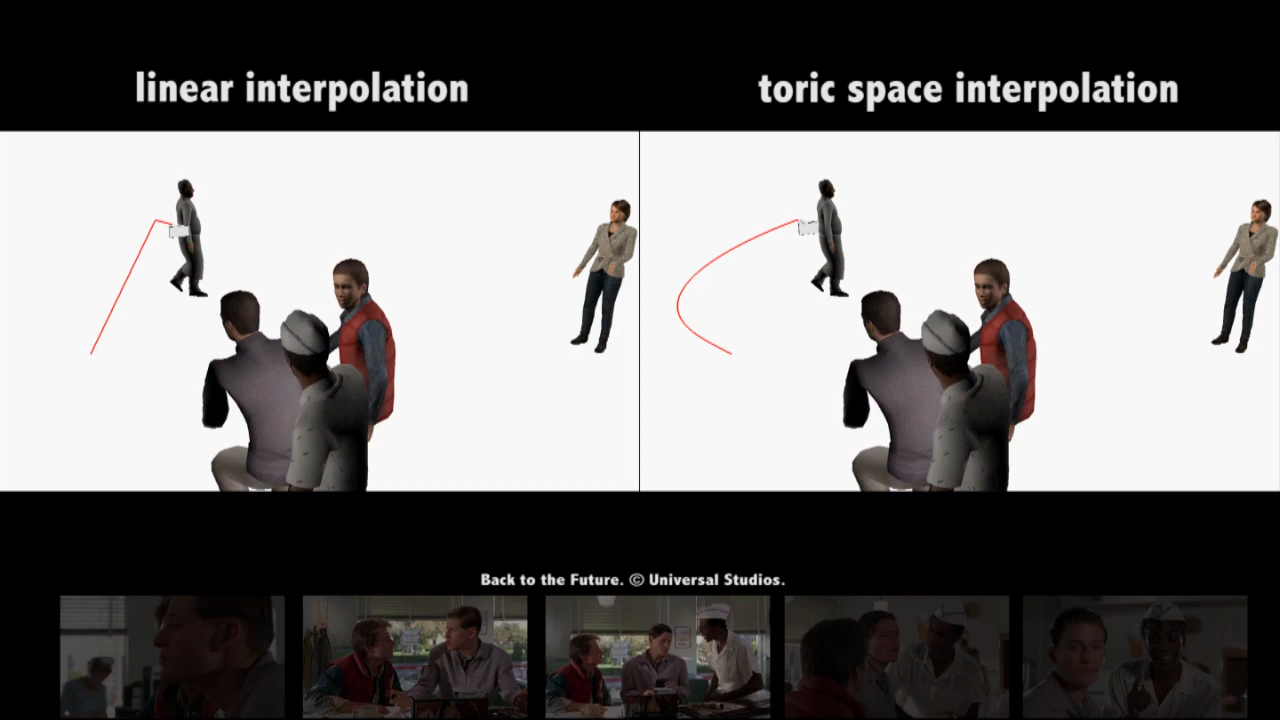 linear interpolation
toric space interpolation
Back to the Future. © Universal Studios.